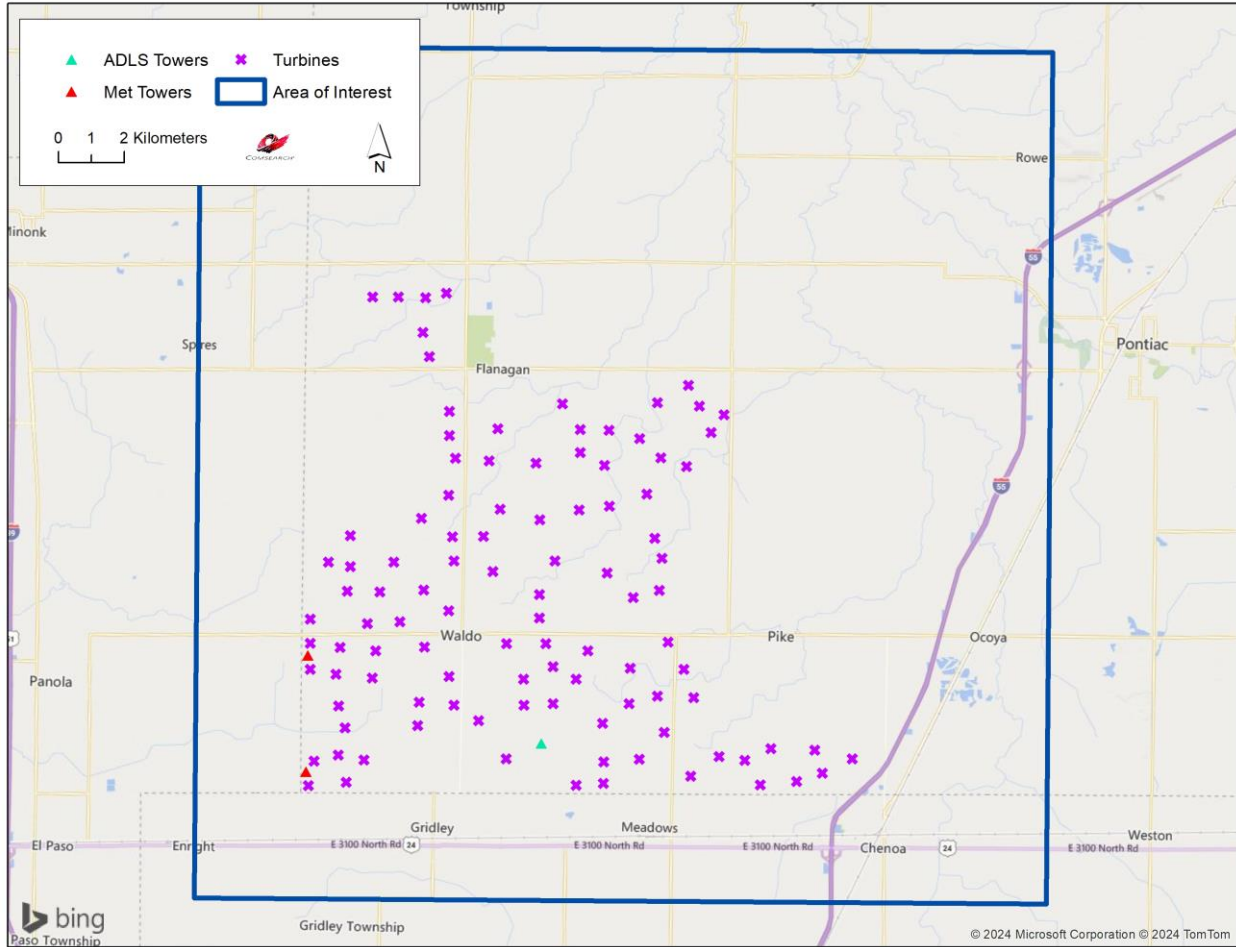 Township
ADLS Towers
Turbines
Met Towers
Area of Interest
0 1 2 Kilometers
COMSEARCH
N
Rowe
Minonk
55
Spires
Pontiac
Flanagan
55
Waldo
Pike
Ocoya
Panola
Gridley
Meadows
Weston
El Paso
Enright
E 3100 North Rd
24
E 3100 North Rd
E 3100 North Rd
Chenoa
24
E 3100 North Rd
bing
Gridley Township
Paso Township
© 2024 Microsoft Corporation © 2024 TomTom